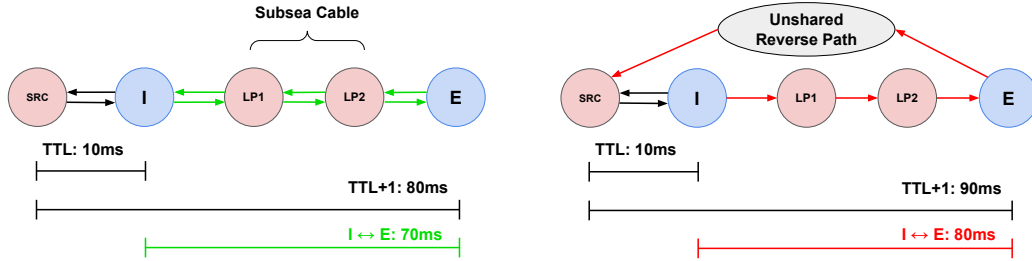 Subsea Cable
SRC
I
LP1
LP2
E
TTL: 10ms
TTL+1: 80ms
I ↔ E: 70ms
Unshared
Reverse Path
SRC
I
LP1
LP2
E
TTL: 10ms
TTL+1: 90ms
I ↔ E: 80ms